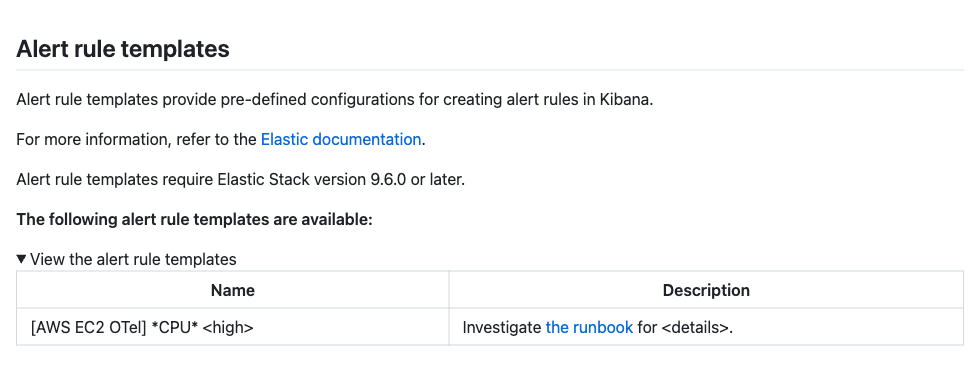 Alert rule templates
Alert rule templates provide pre-defined configurations for creating alert rules in Kibana.
For more information, refer to the Elastic documentation.
Alert rule templates require Elastic Stack version 9.6.0 or later.
The following alert rule templates are available:
▼ View the alert rule templates
Name Description
[AWS EC2 OTel] *CPU* <high> Investigate the runbook for <details>.